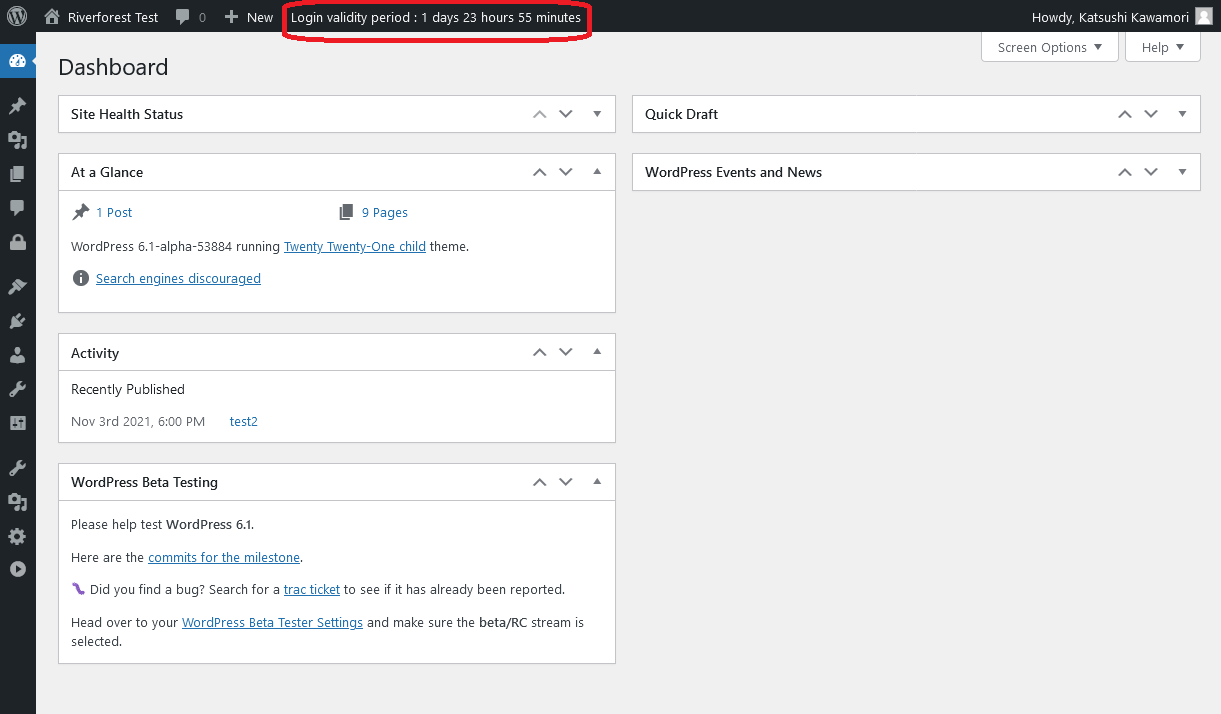 Riverforest Test 0 New Login validity period : 1 days 23 hours 55 minutes Howdy, Katsushi Kawamori
Screen Options Help
Dashboard
Site Health Status
At a Glance
1 Post 9 Pages
WordPress 6.1-alpha-53884 running Twenty Twenty-One child theme.
Search engines discouraged
Activity
Recently Published
Nov 3rd 2021, 6:00 PM test2
WordPress Beta Testing
Please help test WordPress 6.1.
Here are the commits for the milestone.
Did you find a bug? Search for a trac ticket to see if it has already been reported.
Head over to your WordPress Beta Tester Settings and make sure the beta/RC stream is
selected.
Quick Draft
WordPress Events and News